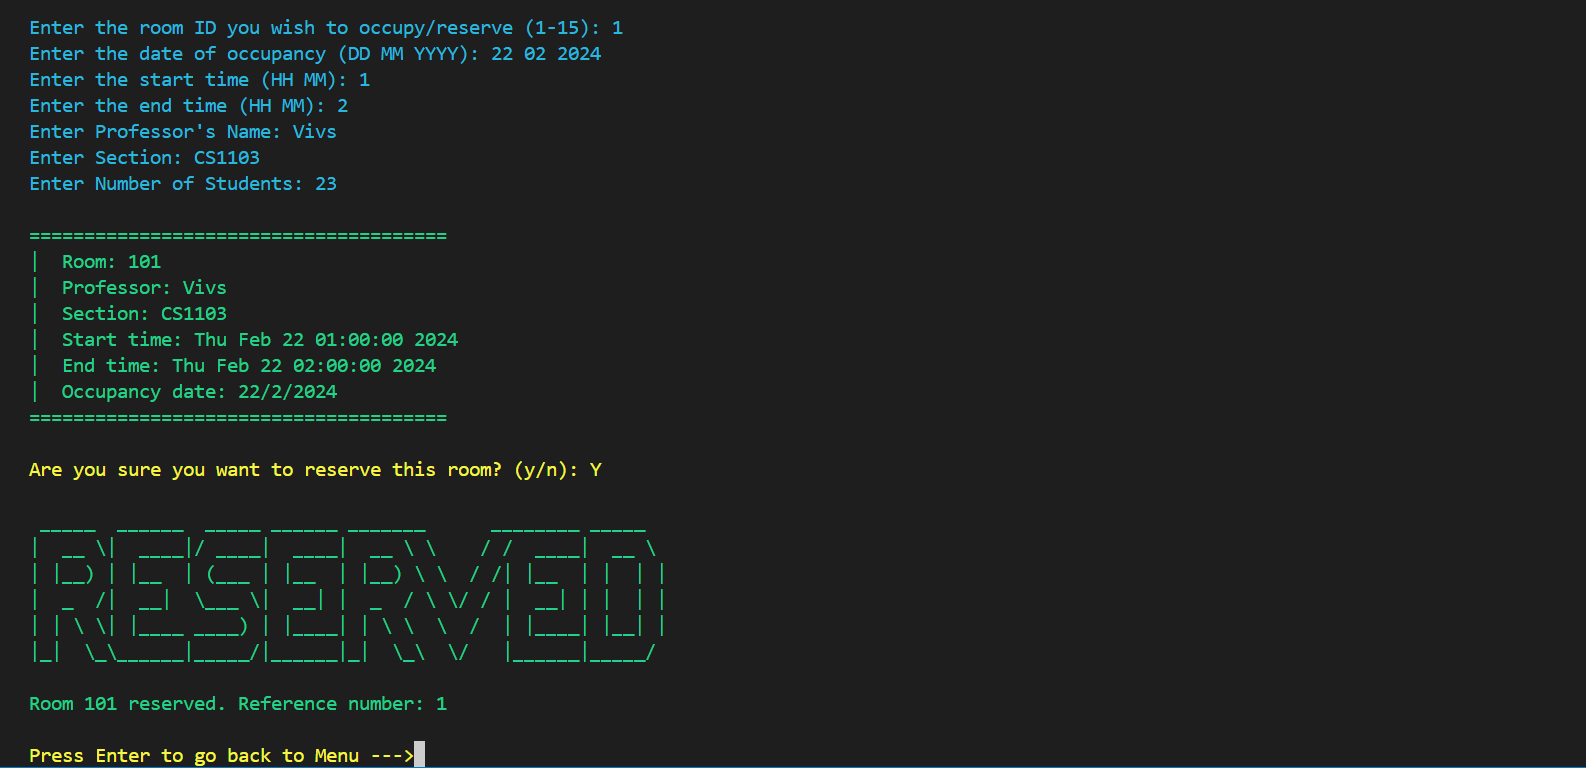 Enter the room ID you wish to occupy/reserve (1-15): 1
Enter the date of occupancy (DD MM YYYY): 22 02 2024
Enter the start time (HH MM): 1
Enter the end time (HH MM): 2
Enter Professor's Name: Vivs
Enter Section: CS1103
Enter Number of Students: 23
======================================
|  Room: 101
|  Professor: Vivs
|  Section: CS1103
|  Start time: Thu Feb 22 01:00:00 2024
|  End time: Thu Feb 22 02:00:00 2024
|  Occupancy date: 22/2/2024
======================================
Are you sure you want to reserve this room? (y/n): Y
RESERVED
Room 101 reserved. Reference number: 1
Press Enter to go back to Menu --->